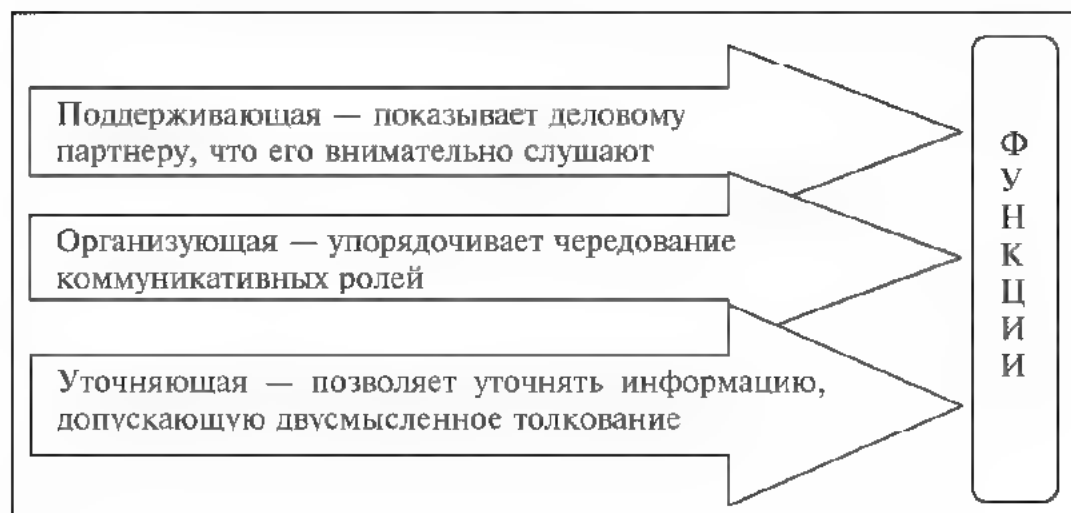 Поддерживающая — показывает деловому
партнеру, что его внимательно слушают
Организующая — упорядочивает чередование
коммуникативных ролей
Уточняющая — позволяет уточнять информацию,
допускающую двусмысленное толкование
ФУНКЦИИ